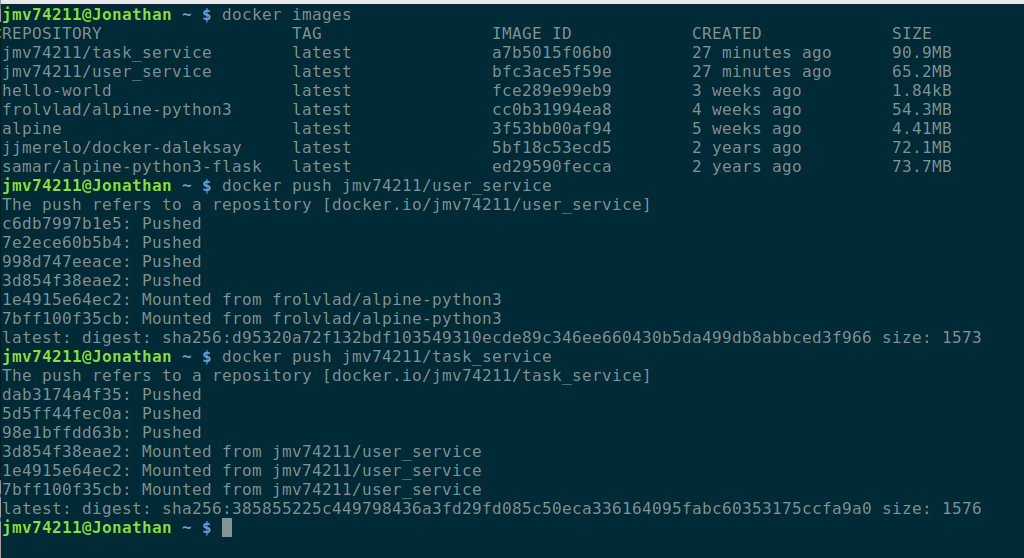 jmv74211@Jonathan ~ $ docker images
REPOSITORY TAG IMAGE ID CREATED SIZE
jmv74211/task_service latest a7b5015f06b0 27 minutes ago 90.9MB
jmv74211/user_service latest bfc3ace5f59e 27 minutes ago 65.2MB
hello-world latest fce289e99eb9 3 weeks ago 1.84kB
frolvlad/alpine-python3 latest cc0b31994ea8 4 weeks ago 54.3MB
alpine latest 3f53bb00af94 5 weeks ago 4.41MB
jjmerelo/docker-daleksay latest 5bf18c53ecd5 2 years ago 72.1MB
samar/alpine-python3-flask latest ed29590fecca 2 years ago 73.7MB
jmv74211@Jonathan ~ $ docker push jmv74211/user_service
The push refers to a repository [docker.io/jmv74211/user_service]
c6db7997b1e5: Pushed
7e2ece60b5b4: Pushed
998d747eeace: Pushed
3d854f38eae2: Pushed
1e4915e64ec2: Mounted from frolvlad/alpine-python3
7bff100f35cb: Mounted from frolvlad/alpine-python3
latest: digest: sha256:d95320a72f132bdf103549310ecde89c346ee660430b5da499db8abbced3f966 size: 1573
jmv74211@Jonathan ~ $ docker push jmv74211/task_service
The push refers to a repository [docker.io/jmv74211/task_service]
dab3174a4f35: Pushed
5d5ff44fec0a: Pushed
98e1bffdd63b: Pushed
3d854f38eae2: Mounted from jmv74211/user_service
1e4915e64ec2: Mounted from jmv74211/user_service
7bff100f35cb: Mounted from jmv74211/user_service
latest: digest: sha256:385855225c449798436a3fd29fd085c50eca336164095fabc60353175ccfa9a0 size: 1576
jmv74211@Jonathan ~ $